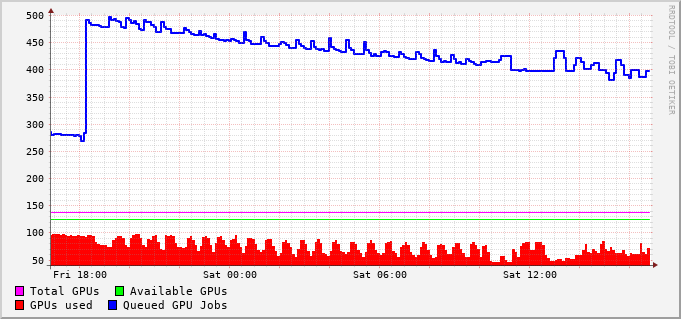 500
450
400
350
300
250
200
150
100
50
Fri 18:00 Sat 00:00 Sat 06:00 Sat 12:00
Total GPUs Available GPUs
GPUs used Queued GPU Jobs
RRDTOOL / TOBI OETIKER